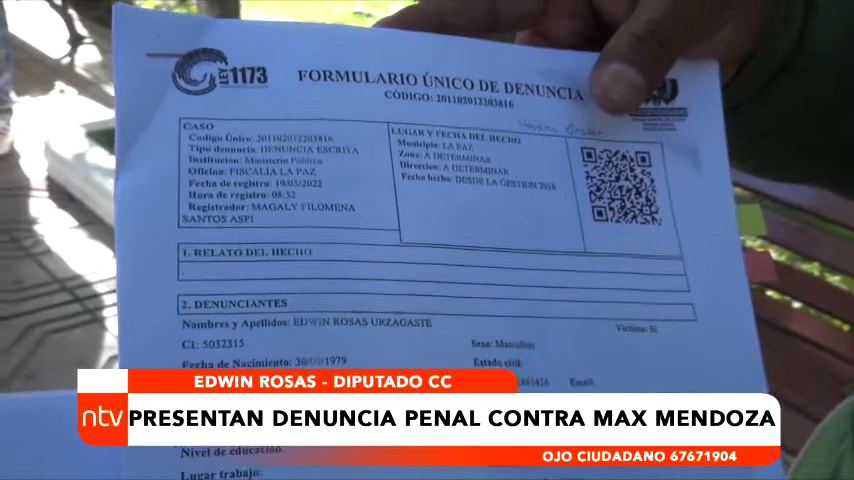 LEY 1173
FORMULARIO ÚNICO DE DENUNCIA
CÓDIGO: 201102012203816
CASO
Codigo Único: 201102012203816
Tipo denuncia: DENUNCIA ESCRITA
Institución: Ministerio Público
Oficina: FISCALÍA LA PAZ
Fecha de registro: 19/05/2022
Hora de registro: 08:52
Registrador: MAGALY FILOMENA
SANTOS ASPI
LUGAR Y FECHA DEL HECHO
Municipio: LA PAZ
Zona: A DETERMINAR
Direccion: A DETERMINAR
Fecha hecho: DESDE LA GESTION 2018
1. RELATO DEL HECHO
2. DENUNCIANTES
Nombres y Apellidos: EDWIN ROSAS URZAGASTE
Victima: Si
CI: 5032315
Sexo: Masculino
Fecha de Nacimiento: 30/09/1979
Estado civil:
Email:
EDWIN ROSAS - DIPUTADO CC
ntv
PRESENTAN DENUNCIA PENAL CONTRA MAX MENDOZA
Nivel de educación:
OJO CIUDADANO 67671904
Lugar trabajo: